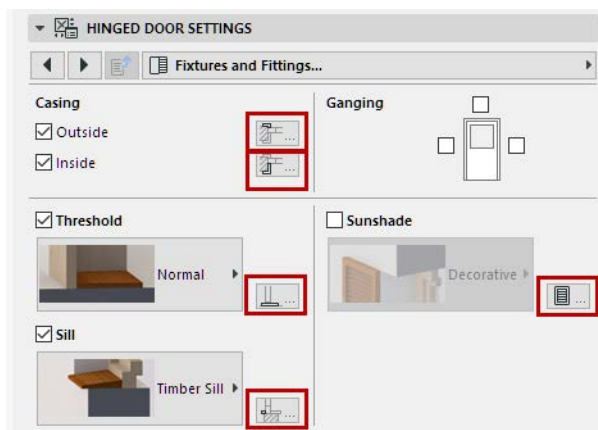 HINGED DOOR SETTINGS
Fixtures and Fittings...
Casing
Ganging
Outside
...
Inside
...
Threshold
Sunshade
Normal
...
Decorative
...
Sill
Timber Sill
...